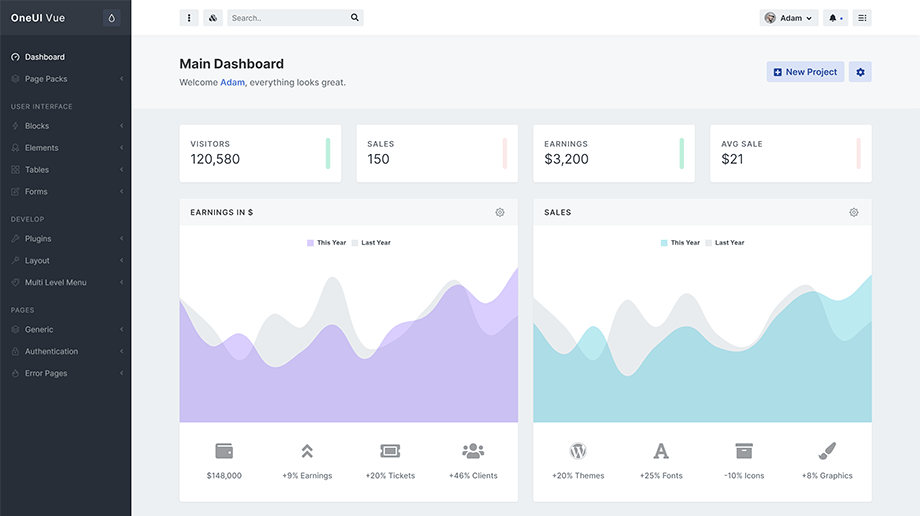 OneUI Vue
Search..
Adam
Dashboard
Page Packs
USER INTERFACE
Blocks
Elements
Tables
Forms
DEVELOP
Plugins
Layout
Multi Level Menu
PAGES
Generic
Authentication
Error Pages
Main Dashboard
Welcome Adam, everything looks great.
New Project
VISITORS
120,580
SALES
150
EARNINGS
$3,200
AVG SALE
$21
EARNINGS IN $
This Year Last Year
$148,000
+9% Earnings
+20% Tickets
+46% Clients
SALES
This Year Last Year
+20% Themes
+25% Fonts
-10% Icons
+8% Graphics